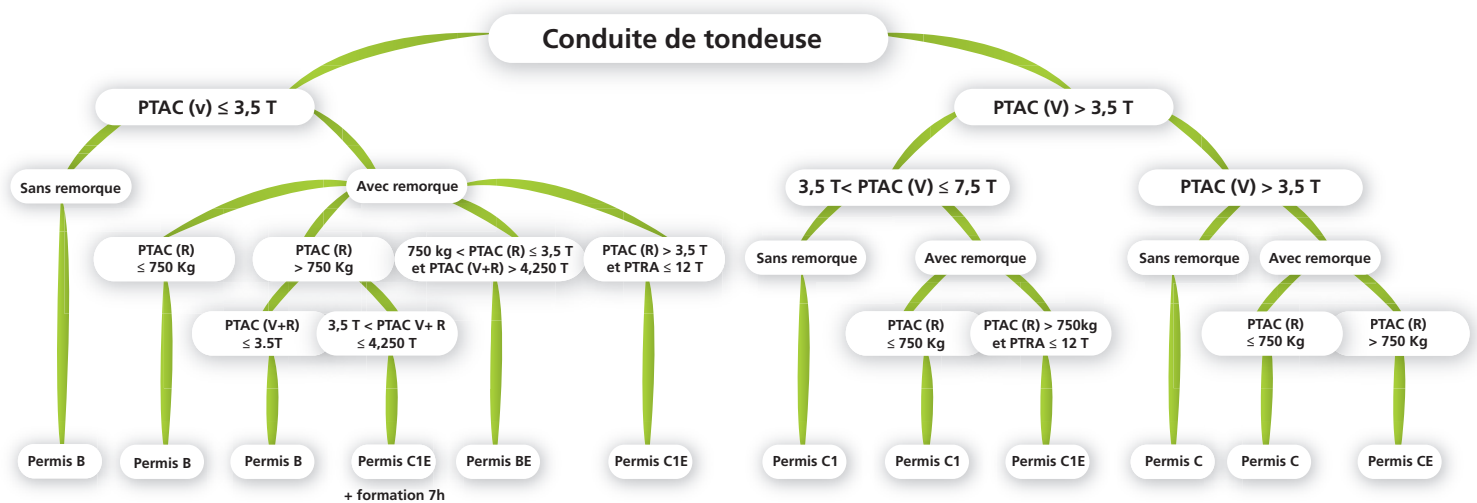 Conduite de tondeuse
PTAC (v) ≤ 3,5 T
PTAC (V) > 3,5 T
Sans remorque
Avec remorque
3,5 T< PTAC (V) ≤ 7,5 T
PTAC (V) > 3,5 T
PTAC (R)
≤ 750 Kg
PTAC (R)
> 750 Kg
750 kg < PTAC (R) ≤ 3,5 T
et PTAC (V+R) > 4,250 T
PTAC (R) > 3,5 T
et PTRA ≤ 12 T
Sans remorque
Avec remorque
Sans remorque
Avec remorque
PTAC (V+R)
≤ 3.5T
3,5 T < PTAC V+ R
≤ 4,250 T
PTAC (R)
≤ 750 Kg
PTAC (R) > 750kg
et PTRA ≤ 12 T
PTAC (R)
≤ 750 Kg
PTAC (R)
> 750 Kg
Permis B
Permis B
Permis B
Permis C1E
+ formation 7h
Permis BE
Permis C1E
Permis C1
Permis C1
Permis C1E
Permis C
Permis C
Permis CE